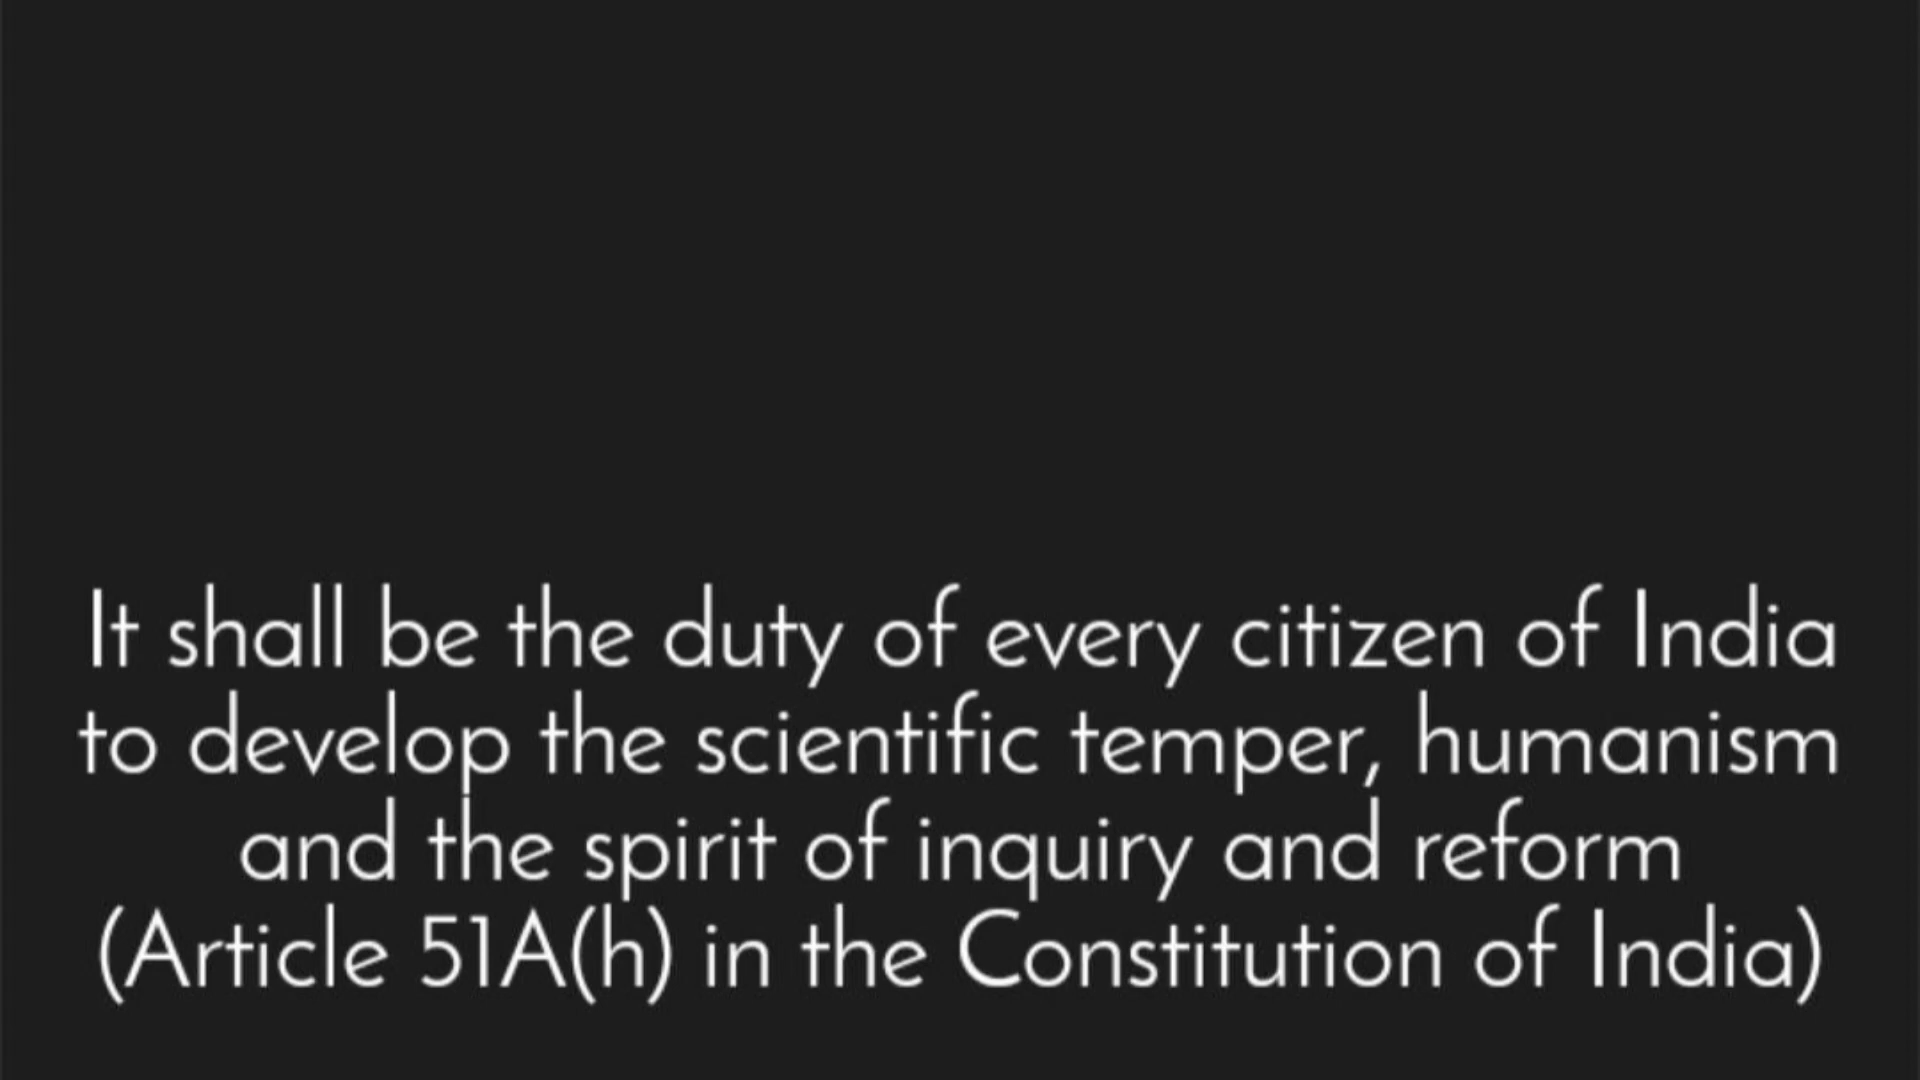 It shall be the duty of every citizen of India
to develop the scientific temper, humanism
and the spirit of inquiry and reform
(Article 51A(h) in the Constitution of India)